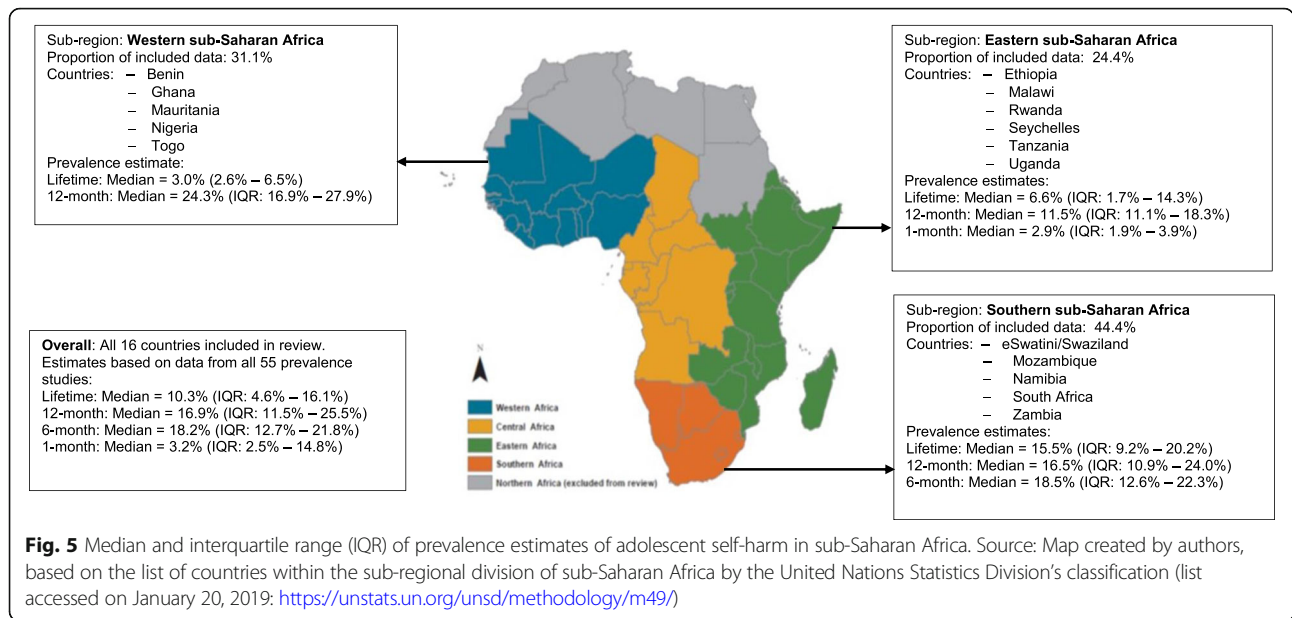 Sub-region: Western sub-Saharan Africa
Proportion of included data: 31.1%
Countries: – Benin
– Ghana
– Mauritania
– Nigeria
– Togo
Prevalence estimate:
Lifetime: Median = 3.0% (2.6% – 6.5%)
12-month: Median = 24.3% (IQR: 16.9% – 27.9%)
Sub-region: Eastern sub-Saharan Africa
Proportion of included data: 24.4%
Countries: – Ethiopia
– Malawi
– Rwanda
– Seychelles
– Tanzania
– Uganda
Prevalence estimates:
Lifetime: Median = 6.6% (IQR: 1.7% – 14.3%)
12-month: Median = 11.5% (IQR: 11.1% – 18.3%)
1-month: Median = 2.9% (IQR: 1.9% – 3.9%)
Overall: All 16 countries included in review.
Estimates based on data from all 55 prevalence
studies:
Lifetime: Median = 10.3% (IQR: 4.6% – 16.1%)
12-month: Median = 16.9% (IQR: 11.5% – 25.5%)
6-month: Median = 18.2% (IQR: 12.7% – 21.8%)
1-month: Median = 3.2% (IQR: 2.5% – 14.8%)
N
Western Africa
Central Africa
Eastern Africa
Southern Africa
Northern Africa (excluded from review)
Sub-region: Southern sub-Saharan Africa
Proportion of included data: 44.4%
Countries: – eSwatini/Swaziland
– Mozambique
– Namibia
– South Africa
– Zambia
Prevalence estimates:
Lifetime: Median = 15.5% (IQR: 9.2% – 20.2%)
12-month: Median = 16.5% (IQR: 10.9% – 24.0%)
6-month: Median = 18.5% (IQR: 12.6% – 22.3%)
Fig. 5 Median and interquartile range (IQR) of prevalence estimates of adolescent self-harm in sub-Saharan Africa. Source: Map created by authors,
based on the list of countries within the sub-regional division of sub-Saharan Africa by the United Nations Statistics Division's classification (list
accessed on January 20, 2019: https://unstats.un.org/unsd/methodology/m49/)